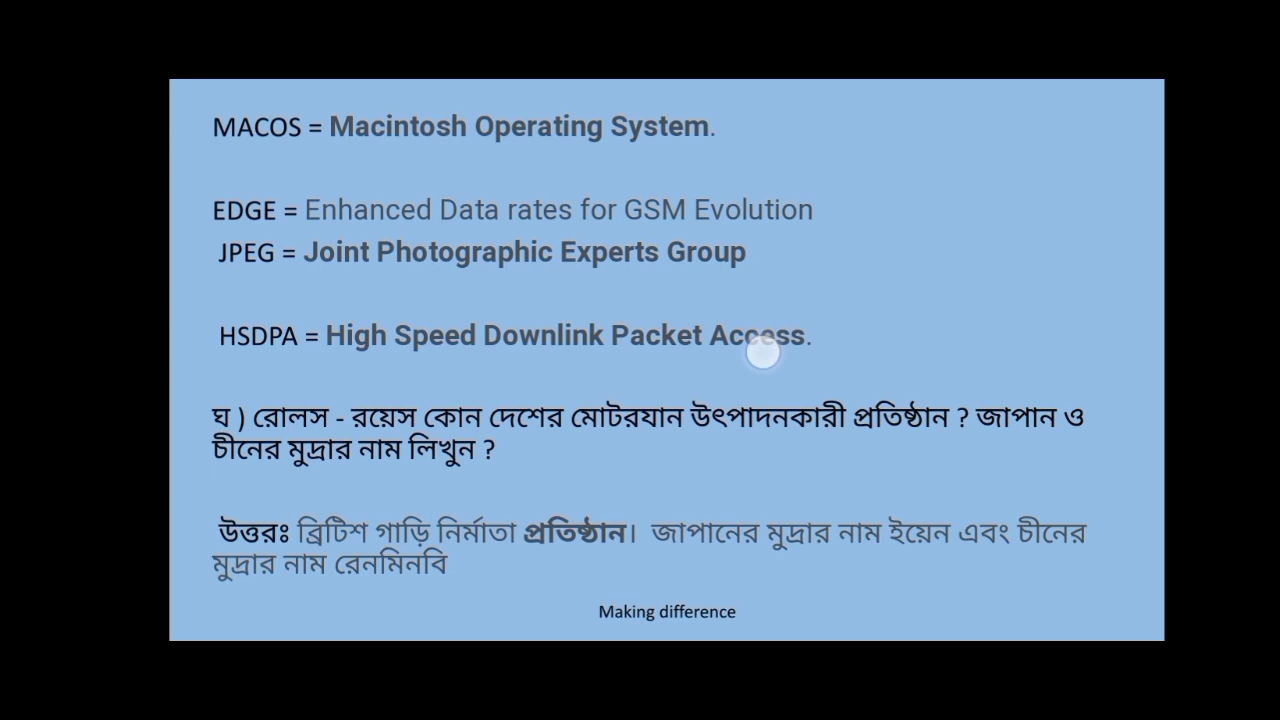 MACOS = Macintosh Operating System.
EDGE = Enhanced Data rates for GSM Evolution
JPEG = Joint Photographic Experts Group
HSDPA = High Speed Downlink Packet Access.
ঘ ) রোলস - রয়েস কোন দেশের মোটরযান উৎপাদনকারী প্রতিষ্ঠান ? জাপান ও
চীনের মুদ্রার নাম লিখুন ?
উত্তরঃ ব্রিটিশ গাড়ি নির্মাতা প্রতিষ্ঠান। জাপানের মুদ্রার নাম ইয়েন এবং চীনের
মুদ্রার নাম রেনমিনবি
Making difference